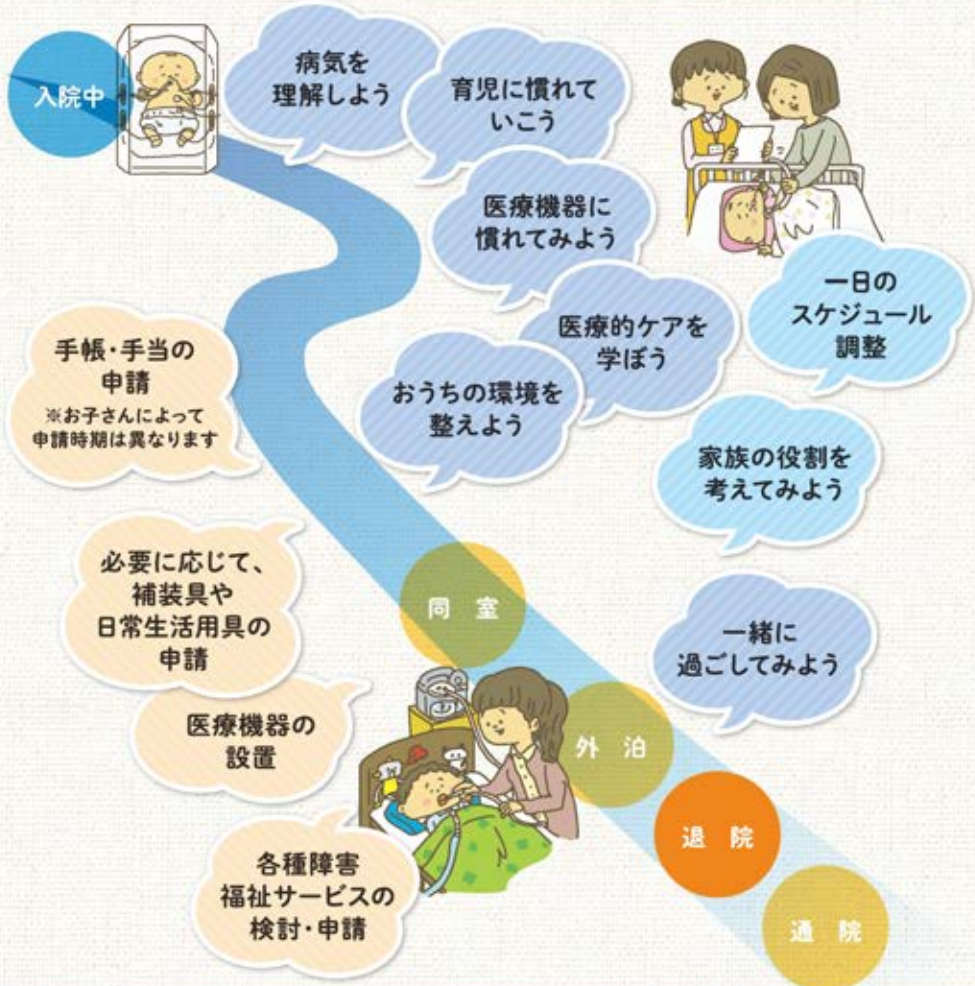 入院中
病気を
理解しよう
育児に慣れて
いこう
医療機器に
慣れてみよう
一日の
スケジュール
調整
医療的ケアを
学ぼう
手帳・手当の
申請
※お子さんによって
申請時期は異なります
おうちの環境を
整えよう
家族の役割を
考えてみよう
必要に応じて、
補装具や
日常生活用具の
申請
同室
一緒に
過ごしてみよう
医療機器の
設置
外泊
退院
各種障害
福祉サービスの
検討・申請
通院